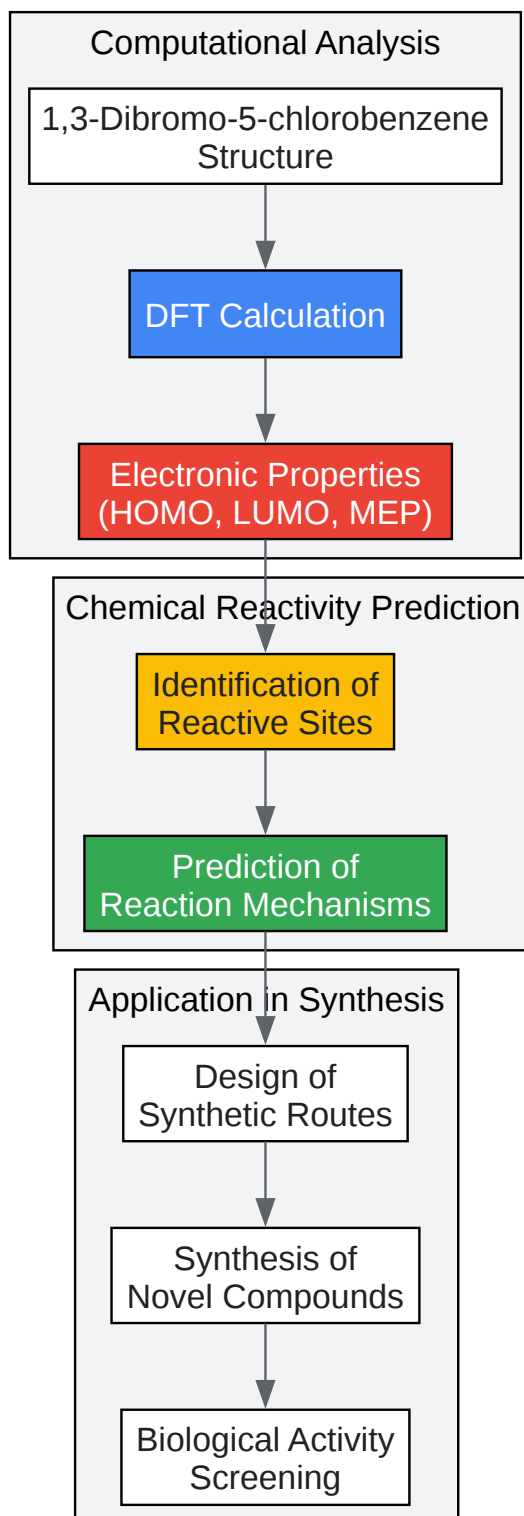 Computational Analysis
1,3-Dibromo-5-chlorobenzene
Structure
DFT Calculation
Electronic Properties
(HOMO, LUMO, MEP)
Chemical Reactivity Prediction
Identification of
Reactive Sites
Prediction of
Reaction Mechanisms
Application in Synthesis
Design of
Synthetic Routes
Synthesis of
Novel Compounds
Biological Activity
Screening